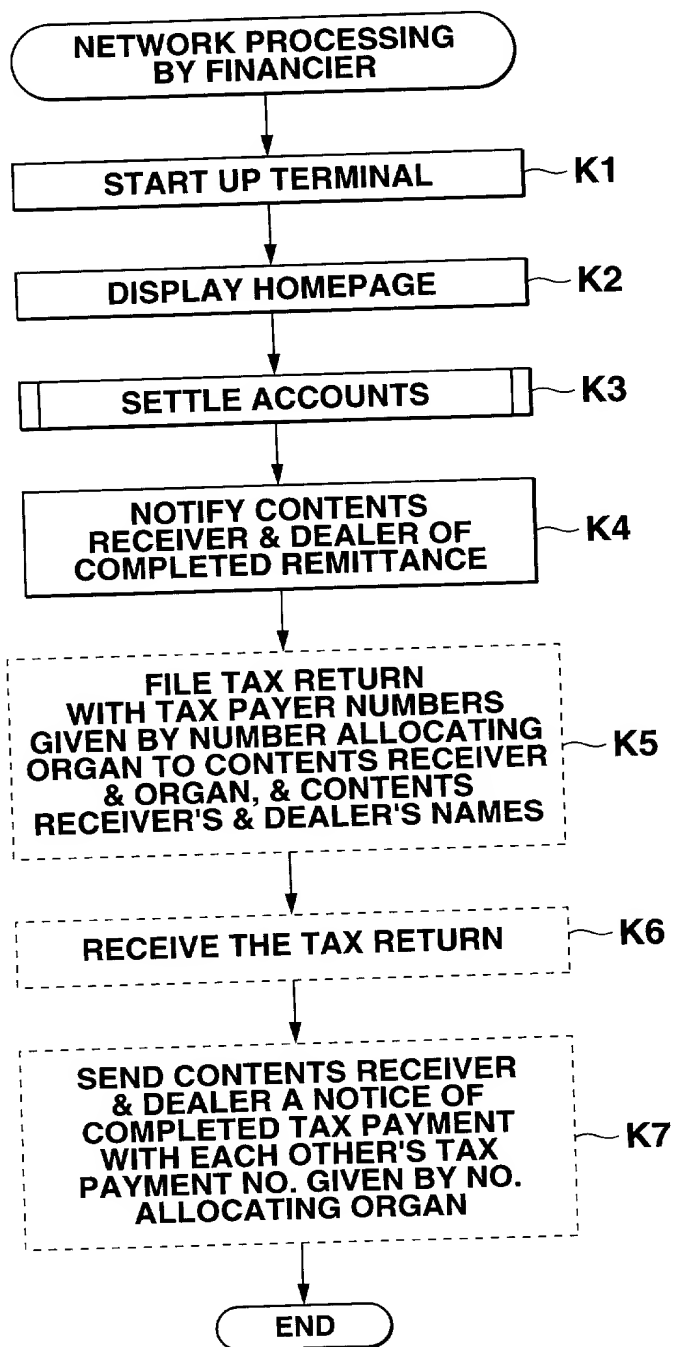 NETWORK PROCESSING
BY FINANCIER
START UP TERMINAL
K1
DISPLAY HOMEPAGE
K2
SETTLE ACCOUNTS
K3
NOTIFY CONTENTS
RECEIVER & DEALER OF
COMPLETED REMITTANCE
K4
FILE TAX RETURN
WITH TAX PAYER NUMBERS
GIVEN BY NUMBER ALLOCATING
ORGAN TO CONTENTS RECEIVER
& ORGAN, & CONTENTS
RECEIVER'S & DEALER'S NAMES
K5
RECEIVE THE TAX RETURN
K6
SEND CONTENTS RECEIVER
& DEALER A NOTICE OF
COMPLETED TAX PAYMENT
WITH EACH OTHER'S TAX
PAYMENT NO. GIVEN BY NO.
ALLOCATING ORGAN
K7
END